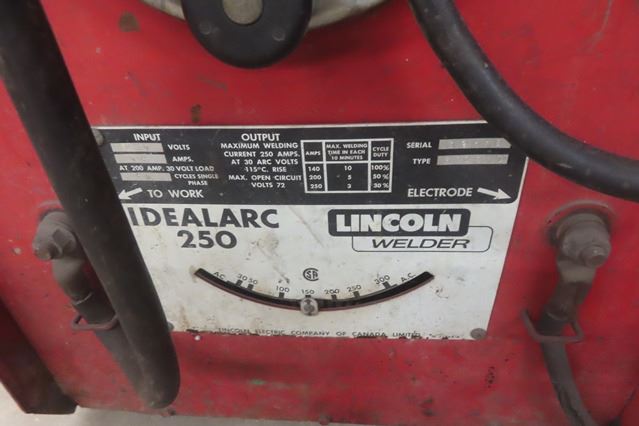 INPUT
VOLTS
AMPS.
AT 200 AMP. 30 VOLT LOAD
CYCLES SINGLE
PHASE
OUTPUT
MAXIMUM WELDING
CURRENT 250 AMPS.
AT 30 ARC VOLTS
115°C. RISE
MAX. OPEN CIRCUIT
VOLTS 72
AMPS MAX. WELDING TIME IN EACH 10 MINUTES CYCLE DUTY
140 10 100%
200 5 50%
250 3 30%
SERIAL
TYPE
TO WORK
ELECTRODE
IDEALARC
250
LINCOLN
WELDER
AC 30 50 100 150 200 250 300 A.C.
LINCOLN ELECTRIC COMPANY OF CANADA LIMITED